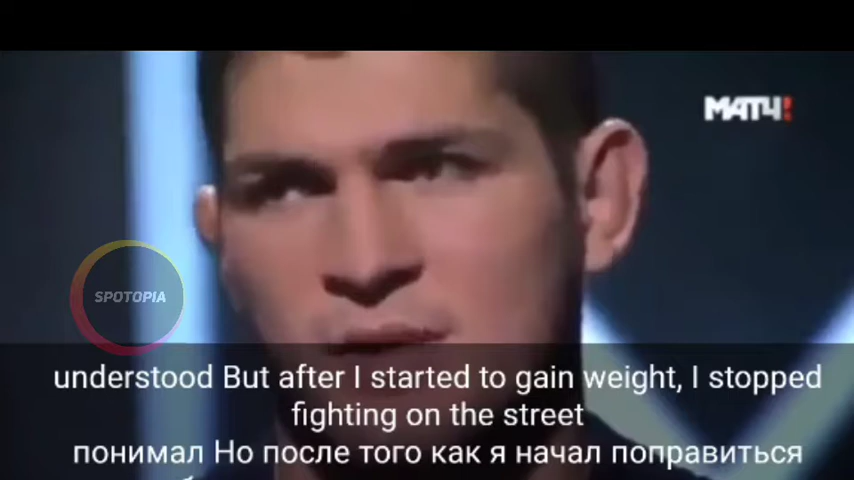 МАТЧ!
SPOTOPIA
understood But after I started to gain weight, I stopped
fighting on the street
понимал Но после того как я начал поправиться